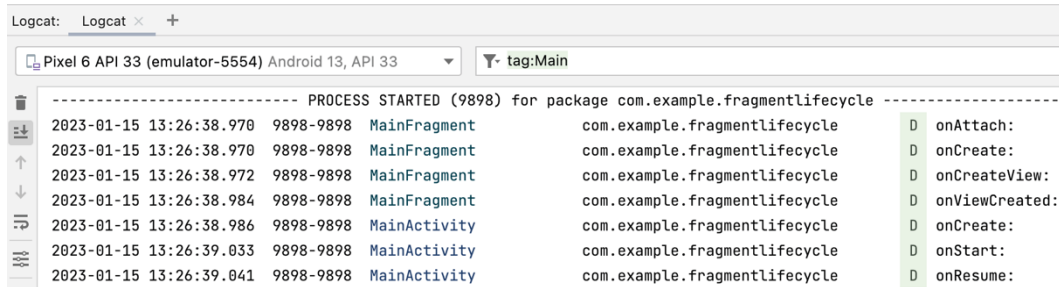 Logcat: Logcat × +
Pixel 6 API 33 (emulator-5554) Android 13, API 33 tag:Main
---------------------------- PROCESS STARTED (9898) for package com.example.fragmentlifecycle --------------------
2023-01-15 13:26:38.970 9898-9898 MainFragment com.example.fragmentlifecycle D onAttach:
2023-01-15 13:26:38.970 9898-9898 MainFragment com.example.fragmentlifecycle D onCreate:
2023-01-15 13:26:38.972 9898-9898 MainFragment com.example.fragmentlifecycle D onCreateView:
2023-01-15 13:26:38.984 9898-9898 MainFragment com.example.fragmentlifecycle D onViewCreated:
2023-01-15 13:26:38.986 9898-9898 MainActivity com.example.fragmentlifecycle D onCreate:
2023-01-15 13:26:39.033 9898-9898 MainActivity com.example.fragmentlifecycle D onStart:
2023-01-15 13:26:39.041 9898-9898 MainActivity com.example.fragmentlifecycle D onResume: